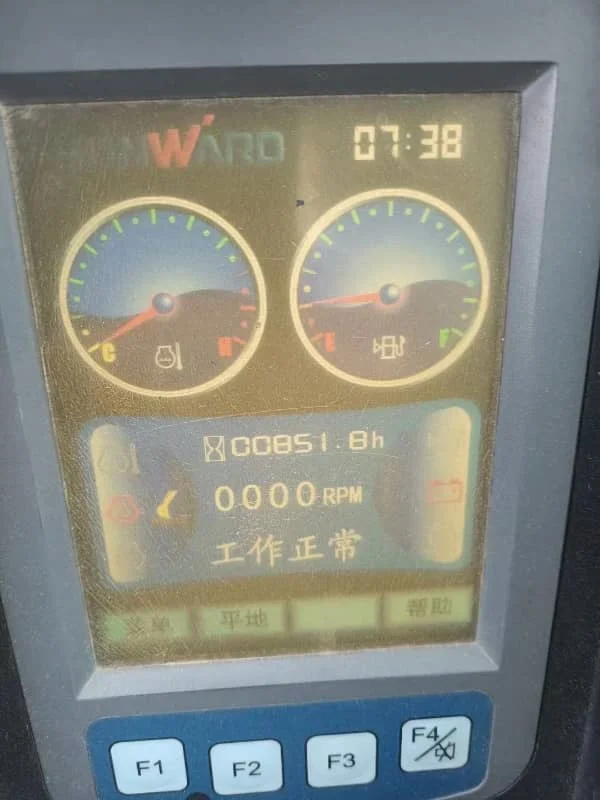 SUNWARD
07:38
C H
E F
00851.8h
0000RPM
工作正常
菜单 平地 帮助
F1 F2 F3 F4